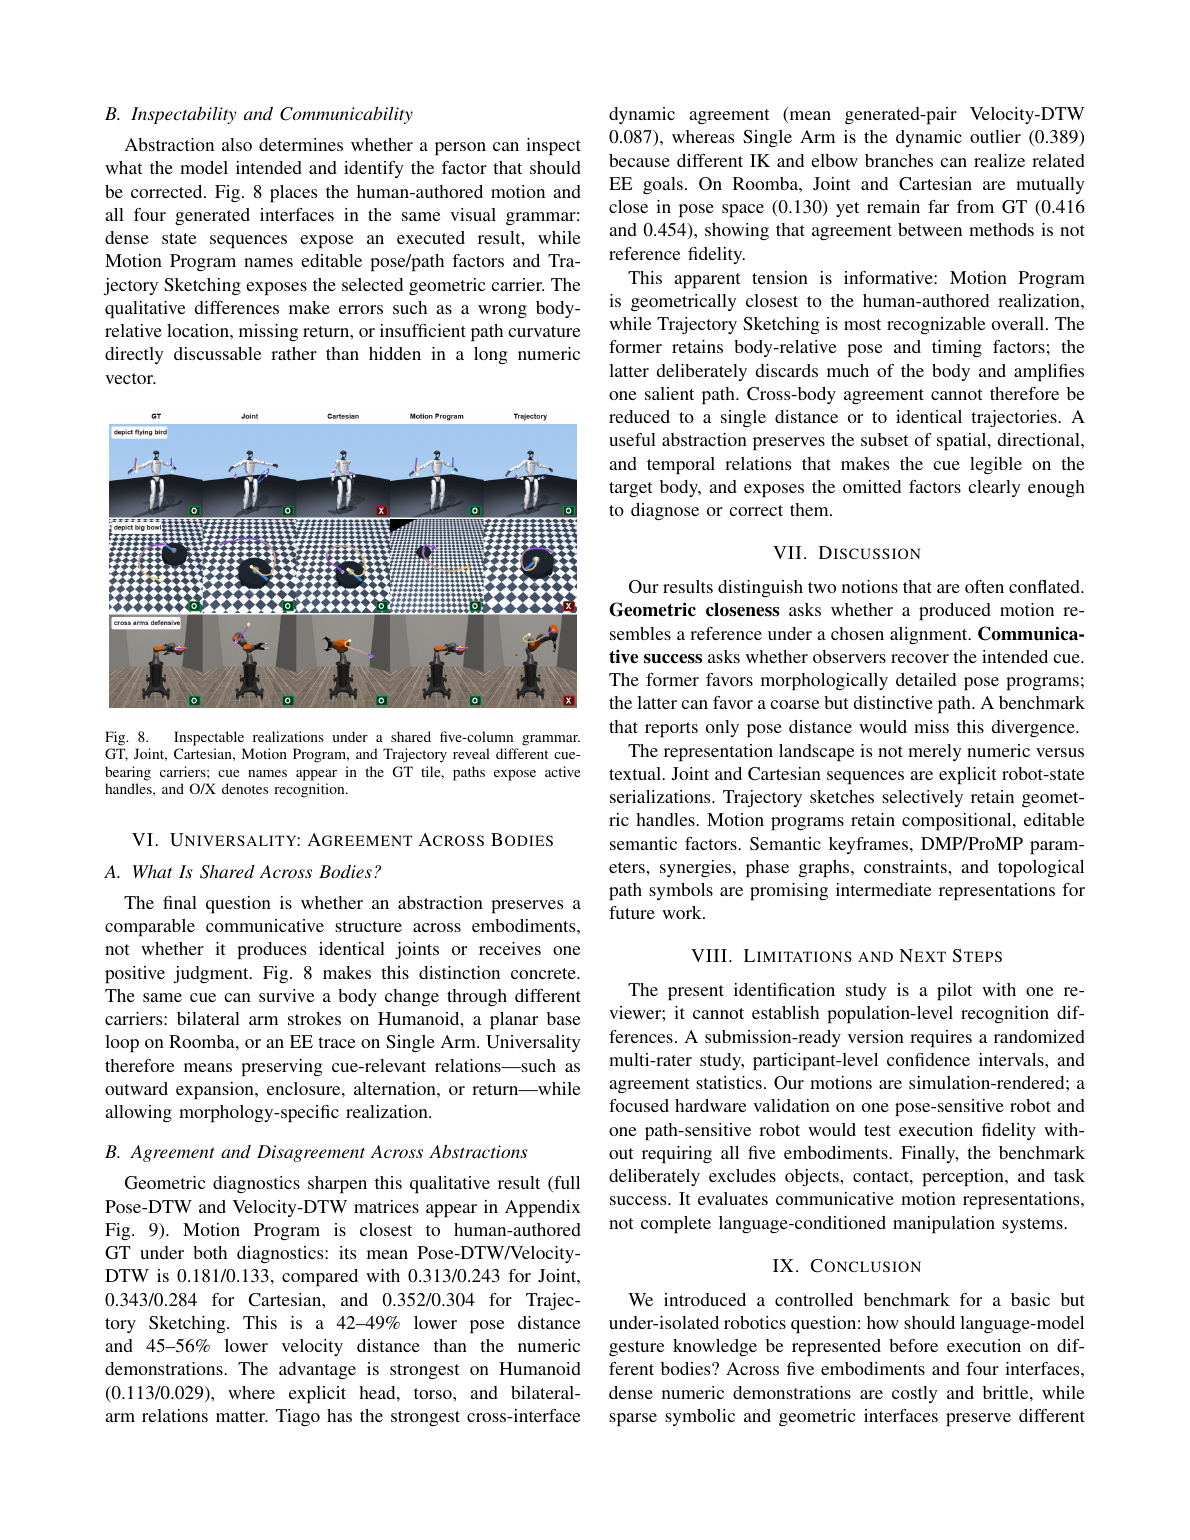 B. Inspectability and Communicability
Abstraction also determines whether a person can inspect
what the model intended and identify the factor that should
be corrected. Fig. 8 places the human-authored motion and
all four generated interfaces in the same visual grammar:
dense state sequences expose an executed result, while
Motion Program names editable pose/path factors and Tra-
jectory Sketching exposes the selected geometric carrier. The
qualitative differences make errors such as a wrong body-
relative location, missing return, or insufficient path curvature
directly discussable rather than hidden in a long numeric
vector.
GT Joint Cartesian Motion Program Trajectory
depict flying bird
O O X O O
depict big bowl
O O O O X
cross arms defensive
O O O O X
Fig. 8. Inspectable realizations under a shared five-column grammar.
GT, Joint, Cartesian, Motion Program, and Trajectory reveal different cue-
bearing carriers; cue names appear in the GT tile, paths expose active
handles, and O/X denotes recognition.
VI. UNIVERSALITY: AGREEMENT ACROSS BODIES
A. What Is Shared Across Bodies?
The final question is whether an abstraction preserves a
comparable communicative structure across embodiments,
not whether it produces identical joints or receives one
positive judgment. Fig. 8 makes this distinction concrete.
The same cue can survive a body change through different
carriers: bilateral arm strokes on Humanoid, a planar base
loop on Roomba, or an EE trace on Single Arm. Universality
therefore means preserving cue-relevant relations—such as
outward expansion, enclosure, alternation, or return—while
allowing morphology-specific realization.
B. Agreement and Disagreement Across Abstractions
Geometric diagnostics sharpen this qualitative result (full
Pose-DTW and Velocity-DTW matrices appear in Appendix
Fig. 9). Motion Program is closest to human-authored
GT under both diagnostics: its mean Pose-DTW/Velocity-
DTW is 0.181/0.133, compared with 0.313/0.243 for Joint,
0.343/0.284 for Cartesian, and 0.352/0.304 for Trajec-
tory Sketching. This is a 42–49% lower pose distance
and 45–56% lower velocity distance than the numeric
demonstrations. The advantage is strongest on Humanoid
(0.113/0.029), where explicit head, torso, and bilateral-
arm relations matter. Tiago has the strongest cross-interface
dynamic agreement (mean generated-pair Velocity-DTW
0.087), whereas Single Arm is the dynamic outlier (0.389)
because different IK and elbow branches can realize related
EE goals. On Roomba, Joint and Cartesian are mutually
close in pose space (0.130) yet remain far from GT (0.416
and 0.454), showing that agreement between methods is not
reference fidelity.
This apparent tension is informative: Motion Program
is geometrically closest to the human-authored realization,
while Trajectory Sketching is most recognizable overall. The
former retains body-relative pose and timing factors; the
latter deliberately discards much of the body and amplifies
one salient path. Cross-body agreement cannot therefore be
reduced to a single distance or to identical trajectories. A
useful abstraction preserves the subset of spatial, directional,
and temporal relations that makes the cue legible on the
target body, and exposes the omitted factors clearly enough
to diagnose or correct them.
VII. DISCUSSION
Our results distinguish two notions that are often conflated.
Geometric closeness asks whether a produced motion re-
sembles a reference under a chosen alignment. Communica-
tive success asks whether observers recover the intended cue.
The former favors morphologically detailed pose programs;
the latter can favor a coarse but distinctive path. A benchmark
that reports only pose distance would miss this divergence.
The representation landscape is not merely numeric versus
textual. Joint and Cartesian sequences are explicit robot-state
serializations. Trajectory sketches selectively retain geomet-
ric handles. Motion programs retain compositional, editable
semantic factors. Semantic keyframes, DMP/ProMP param-
eters, synergies, phase graphs, constraints, and topological
path symbols are promising intermediate representations for
future work.
VIII. LIMITATIONS AND NEXT STEPS
The present identification study is a pilot with one re-
viewer; it cannot establish population-level recognition dif-
ferences. A submission-ready version requires a randomized
multi-rater study, participant-level confidence intervals, and
agreement statistics. Our motions are simulation-rendered; a
focused hardware validation on one pose-sensitive robot and
one path-sensitive robot would test execution fidelity with-
out requiring all five embodiments. Finally, the benchmark
deliberately excludes objects, contact, perception, and task
success. It evaluates communicative motion representations,
not complete language-conditioned manipulation systems.
IX. CONCLUSION
We introduced a controlled benchmark for a basic but
under-isolated robotics question: how should language-model
gesture knowledge be represented before execution on dif-
ferent bodies? Across five embodiments and four interfaces,
dense numeric demonstrations are costly and brittle, while
sparse symbolic and geometric interfaces preserve different